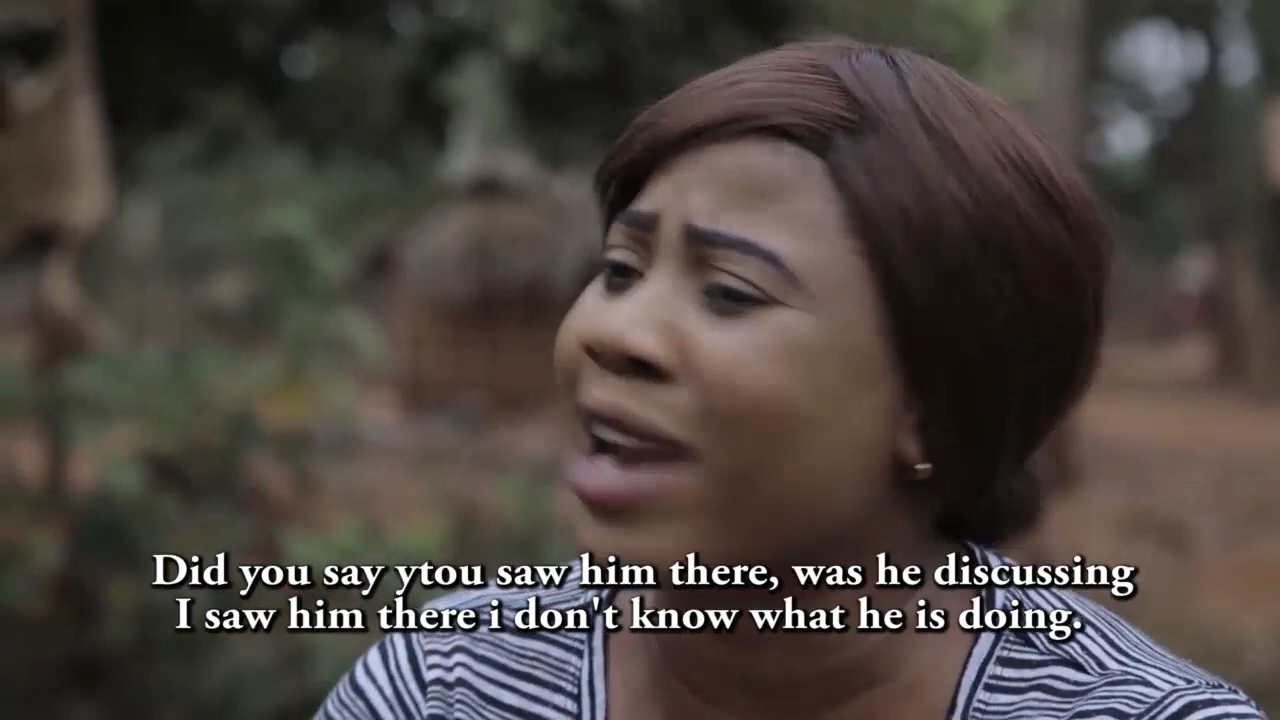 Did you say ytou saw him there, was he discussing
I saw him there i don't know what he is doing.